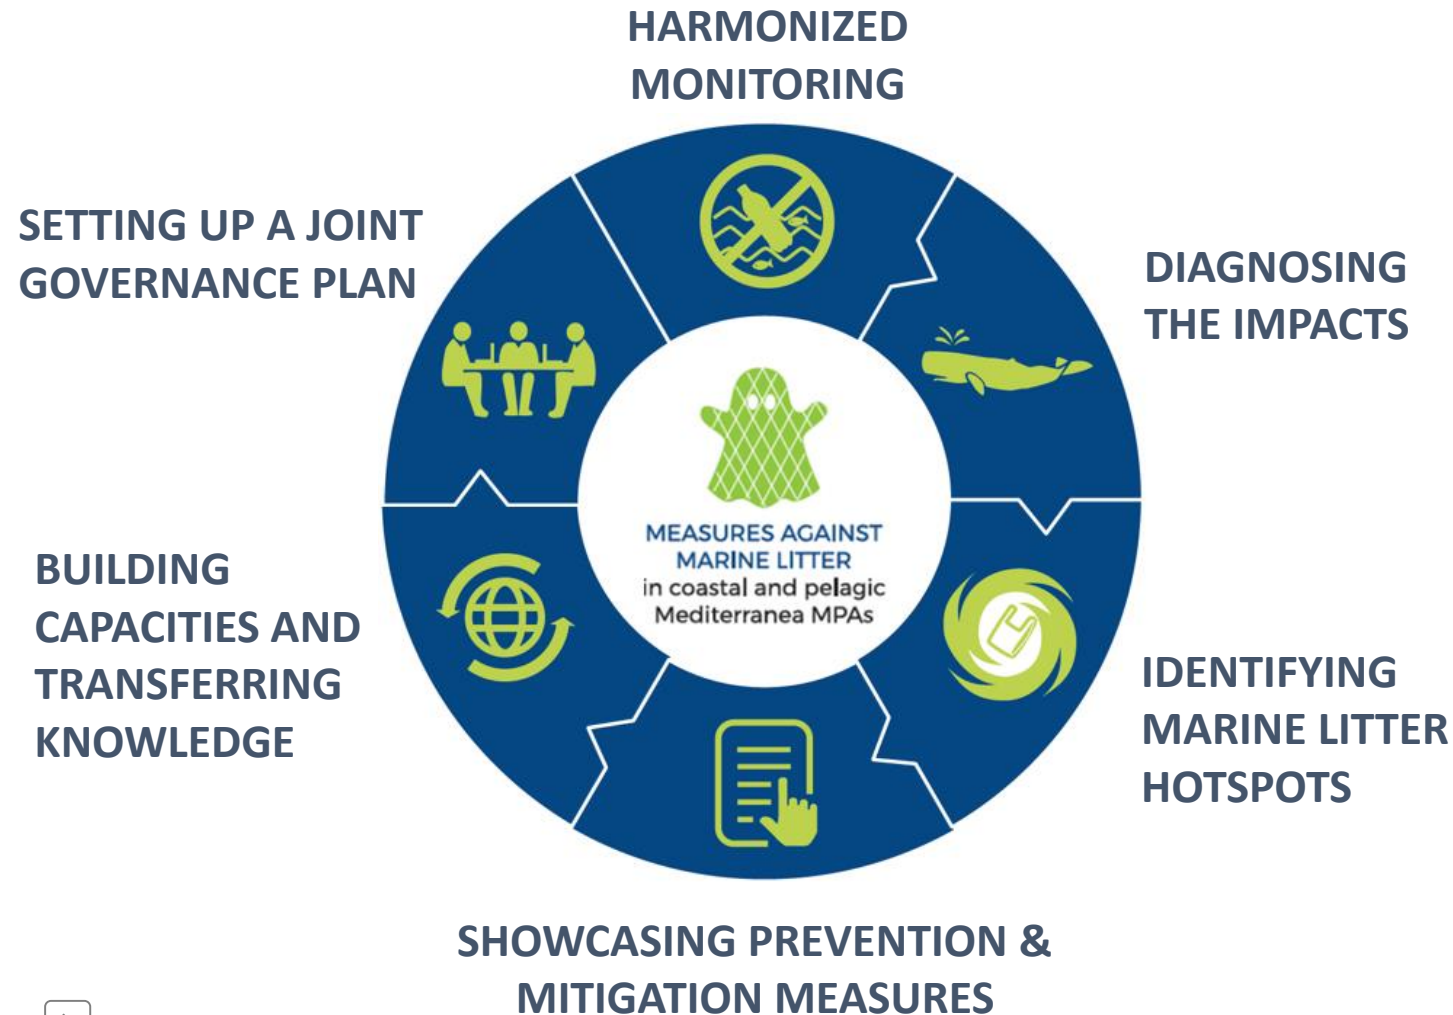 HARMONIZED
MONITORING
SETTING UP A JOINT
GOVERNANCE PLAN
DIAGNOSING
THE IMPACTS
MEASURES AGAINST
MARINE LITTER
in coastal and pelagic
Mediterranea MPAs
BUILDING
CAPACITIES AND
TRANSFERRING
KNOWLEDGE
IDENTIFYING
MARINE LITTER
HOTSPOTS
SHOWCASING PREVENTION &
MITIGATION MEASURES